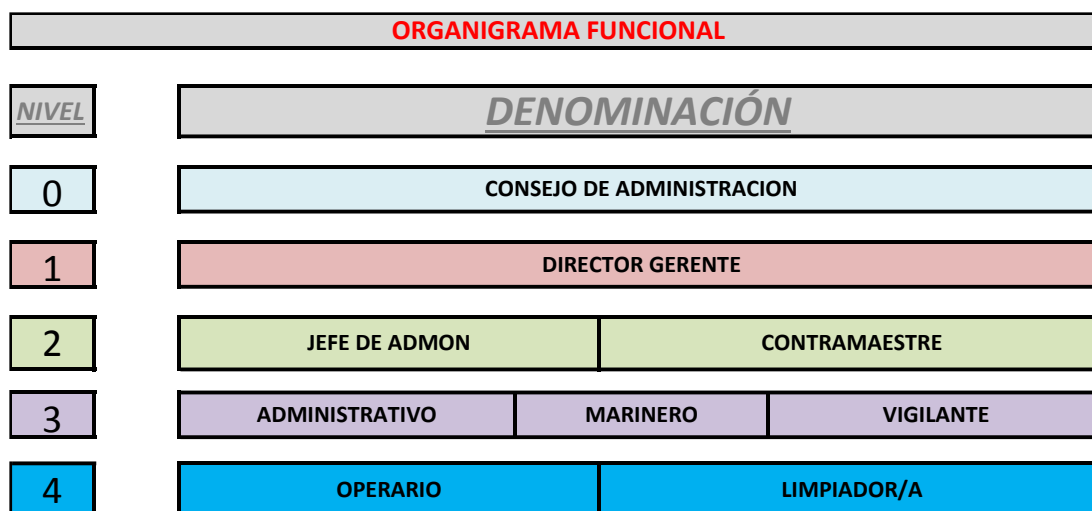 ORGANIGRAMA FUNCIONAL
NIVEL DENOMINACIÓN
0 CONSEJO DE ADMINISTRACION
1 DIRECTOR GERENTE
2 JEFE DE ADMON CONTRAMAESTRE
3 ADMINISTRATIVO MARINERO VIGILANTE
4 OPERARIO LIMPIADOR/A